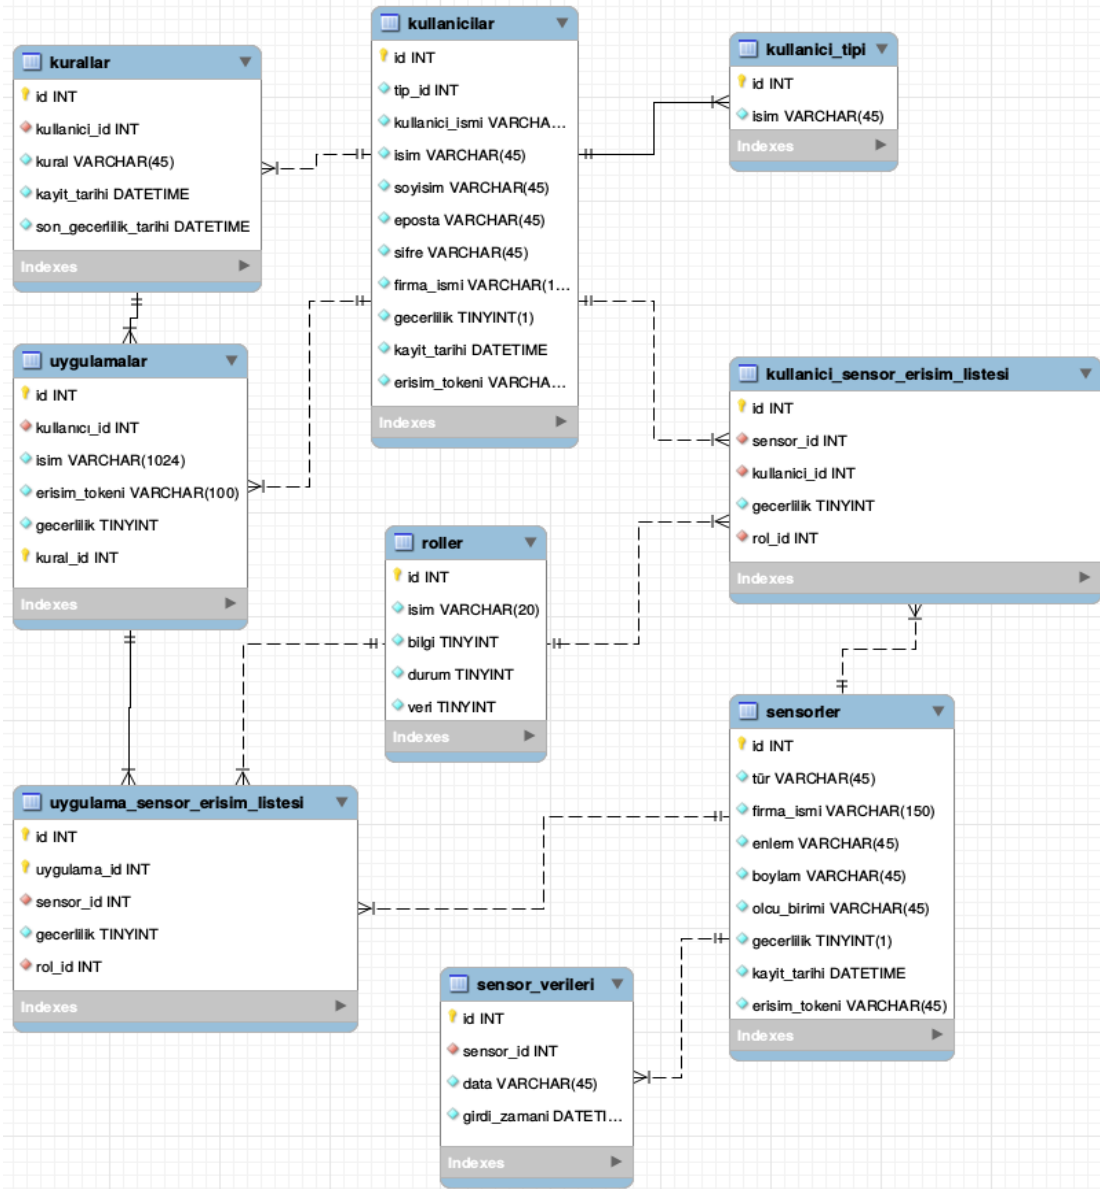 kurallar
id INT
kullanici_id INT
kural VARCHAR(45)
kayit_tarihi DATETIME
son_gecerlilik_tarihi DATETIME
Indexes
kullanicilar
id INT
tip_id INT
kullanici_ismi VARCHA...
isim VARCHAR(45)
soyisim VARCHAR(45)
eposta VARCHAR(45)
sifre VARCHAR(45)
firma_ismi VARCHAR(1...
gecerlilik TINYINT(1)
kayit_tarihi DATETIME
erisim_tokeni VARCHA...
Indexes
kullanici_tipi
id INT
isim VARCHAR(45)
Indexes
uygulamalar
id INT
kullanıcı_id INT
isim VARCHAR(1024)
erisim_tokeni VARCHAR(100)
gecerlilik TINYINT
kural_id INT
Indexes
kullanici_sensor_erisim_listesi
id INT
sensor_id INT
kullanici_id INT
gecerlilik TINYINT
rol_id INT
Indexes
roller
id INT
isim VARCHAR(20)
bilgi TINYINT
durum TINYINT
veri TINYINT
Indexes
sensorler
id INT
tür VARCHAR(45)
firma_ismi VARCHAR(150)
enlem VARCHAR(45)
boylam VARCHAR(45)
olcu_birimi VARCHAR(45)
gecerlilik TINYINT(1)
kayit_tarihi DATETIME
erisim_tokeni VARCHAR(45)
Indexes
uygulama_sensor_erisim_listesi
id INT
uygulama_id INT
sensor_id INT
gecerlilik TINYINT
rol_id INT
Indexes
sensor_verileri
id INT
sensor_id INT
data VARCHAR(45)
girdi_zamani DATETI...
Indexes